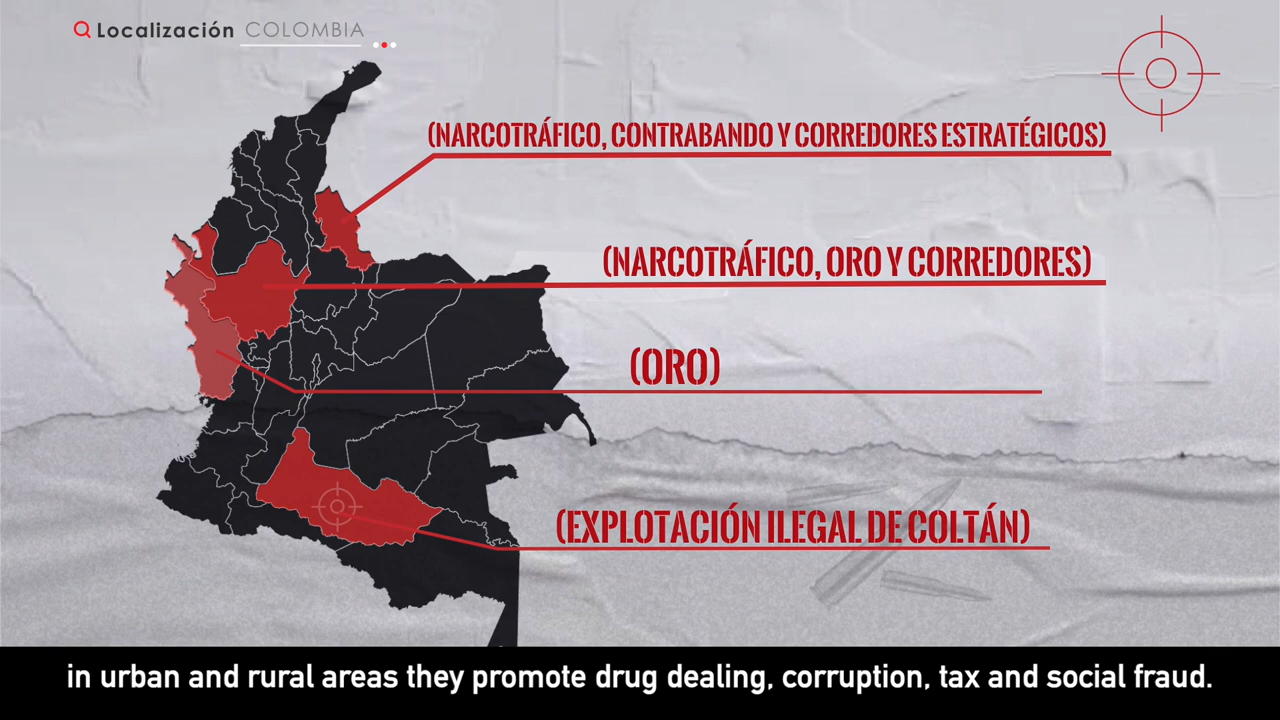 Localización COLOMBIA
(NARCOTRÁFICO, CONTRABANDO Y CORREDORES ESTRATÉGICOS)
(NARCOTRÁFICO, ORO Y CORREDORES)
(ORO)
(EXPLOTACIÓN ILEGAL DE COLTÁN)
in urban and rural areas they promote drug dealing, corruption, tax and social fraud.